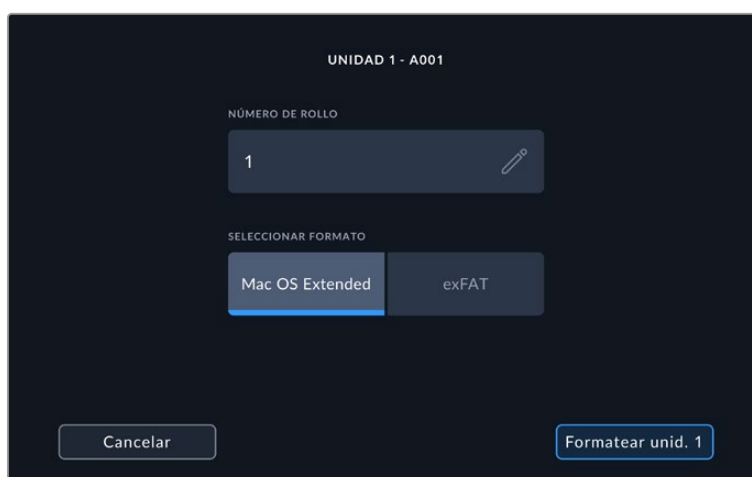 UNIDAD 1 - A001
NÚMERO DE ROLLO
1
SELECCIONAR FORMATO
Mac OS Extended exFAT
Cancelar Formatear unid. 1